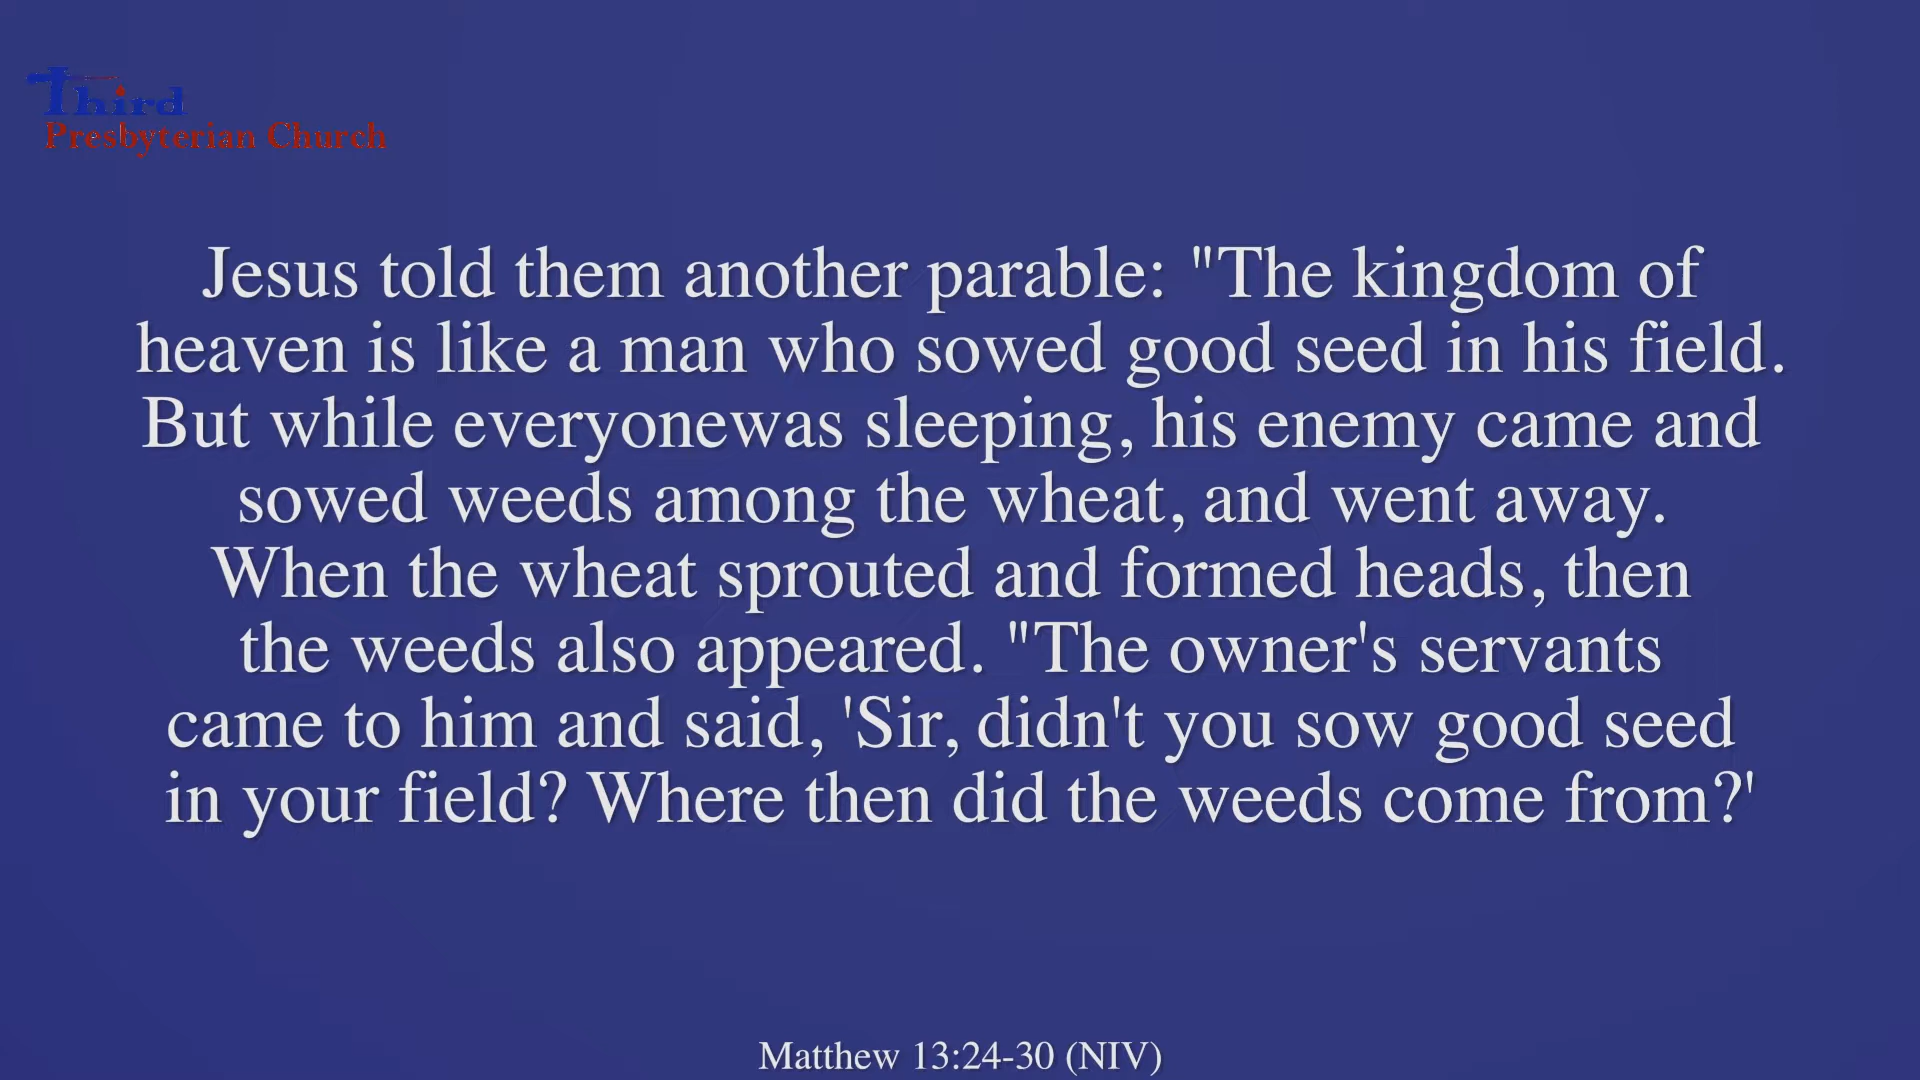 Third
Presbyterian Church
Jesus told them another parable: "The kingdom of
heaven is like a man who sowed good seed in his field.
But while everyonewas sleeping, his enemy came and
sowed weeds among the wheat, and went away.
When the wheat sprouted and formed heads, then
the weeds also appeared. "The owner's servants
came to him and said, 'Sir, didn't you sow good seed
in your field? Where then did the weeds come from?'
Matthew 13:24-30 (NIV)